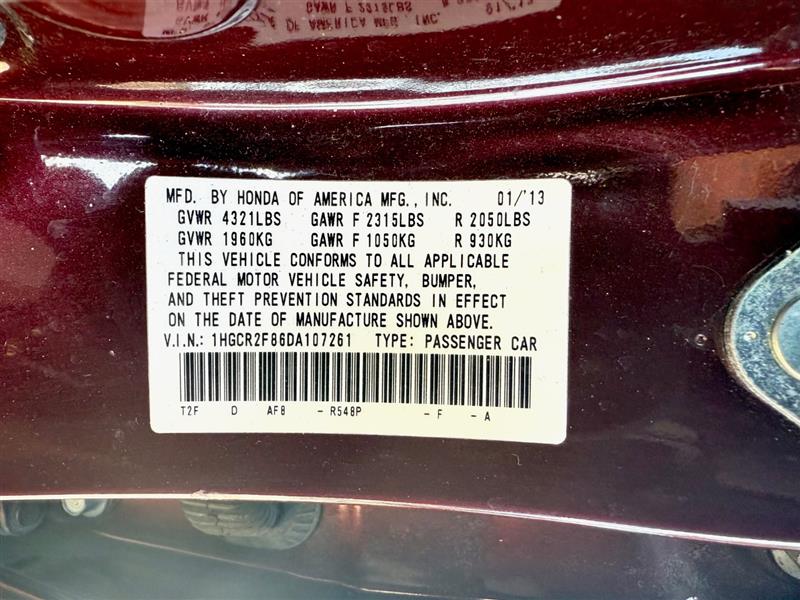 MFD. BY HONDA OF AMERICA MFG., INC. 01/'13
GVWR 4321LBS GAWR F 2315LBS R 2050LBS
GVWR 1960KG GAWR F 1050KG R 930KG
THIS VEHICLE CONFORMS TO ALL APPLICABLE
FEDERAL MOTOR VEHICLE SAFETY, BUMPER,
AND THEFT PREVENTION STANDARDS IN EFFECT
ON THE DATE OF MANUFACTURE SHOWN ABOVE.
V.I.N.: 1HGCR2F86DA107261 TYPE: PASSENGER CAR
T2F D AF8 - R548P - F - A